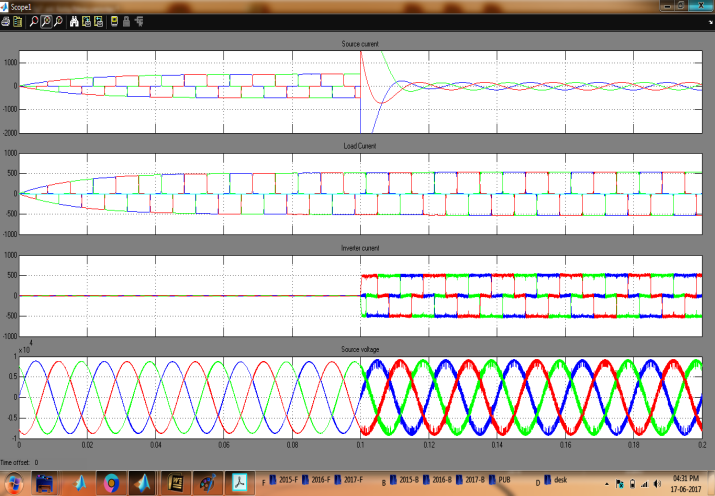 Scope1
Source current
1000
0
-1000
-2000
Load Current
1000
500
0
-500
-1000
Inverter current
1000
500
0
-500
-1000
Source voltage
× 10 4
1
0.5
0
-0.5
-1
0 0.02 0.04 0.06 0.08 0.1 0.12 0.14 0.16 0.18 0.2
Time offset: 0
F 2015-F 2016-F 2017-F B 2015-B 2016-B 2017-B PUB D desk
04:31 PM
17-06-2017